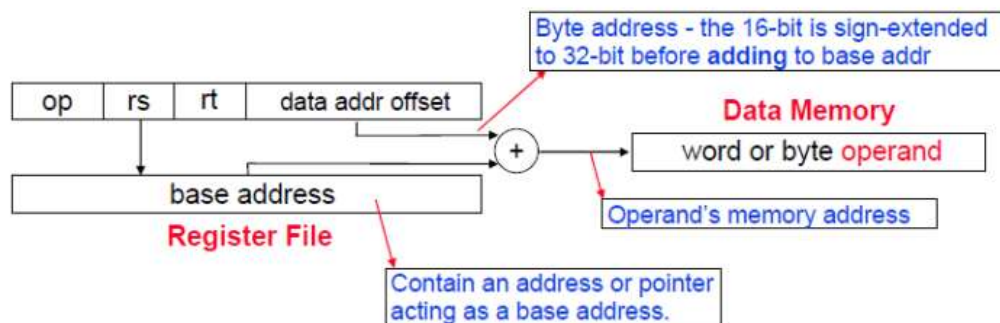 Byte address - the 16-bit is sign-extended
to 32-bit before adding to base addr
op rs rt data addr offset
Data Memory
+
word or byte operand
base address
Operand's memory address
Register File
Contain an address or pointer
acting as a base address.